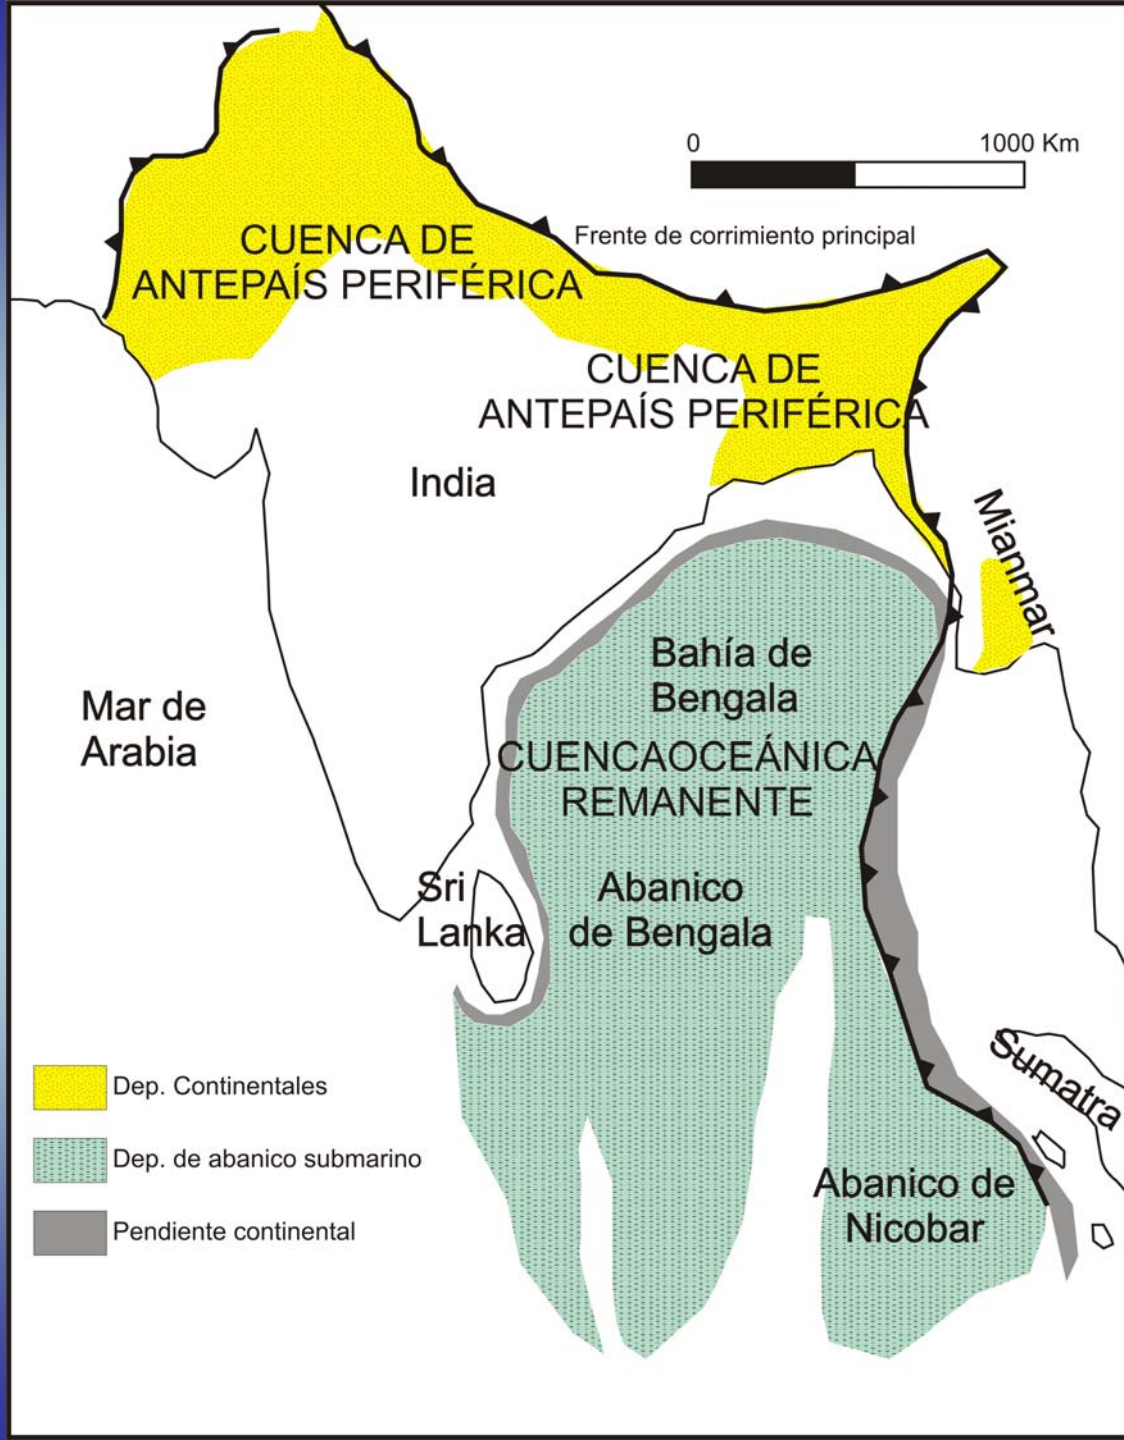 0 1000 Km
Frente de corrimiento principal
CUENCA DE
ANTEPAÍS PERIFÉRICA
CUENCA DE
ANTEPAÍS PERIFÉRICA
India
Mianmar
Bahía de
Bengala
Mar de
Arabia
CUENCAOCEÁNICA
REMANENTE
Sri
Lanka
Abanico
de Bengala
Sumatra
Dep. Continentales
Dep. de abanico submarino
Pendiente continental
Abanico de
Nicobar